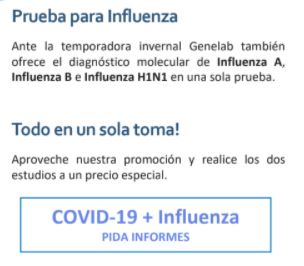 Prueba para Influenza
Ante la temporadora invernal Genelab también
ofrece el diagnóstico molecular de Influenza A,
Influenza B e Influenza H1N1 en una sola prueba.
Todo en un sola toma!
Aproveche nuestra promoción y realice los dos
estudios a un precio especial.
COVID-19 + Influenza
PIDA INFORMES